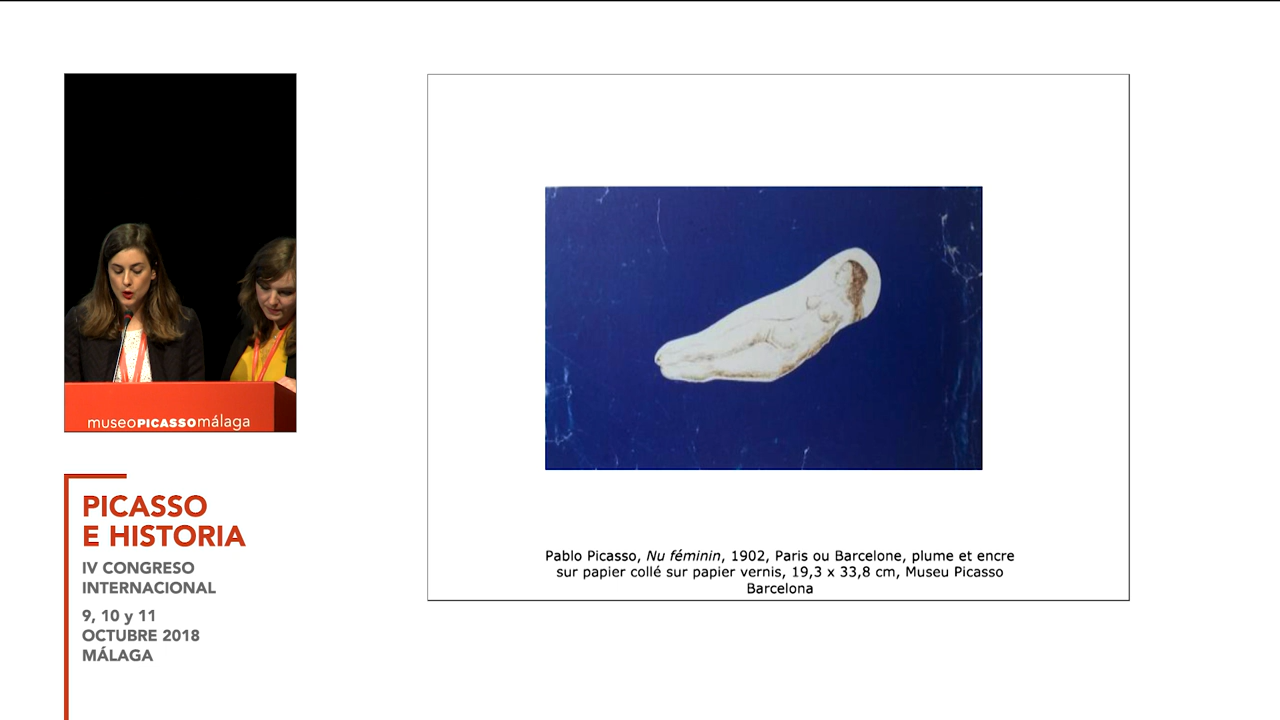 museoPICASSOmálaga
PICASSO
E HISTORIA
IV CONGRESO
INTERNACIONAL
9, 10 y 11
OCTUBRE 2018
MÁLAGA
Pablo Picasso, Nu féminin, 1902, Paris ou Barcelone, plume et encre
sur papier collé sur papier vernis, 19,3 x 33,8 cm, Museu Picasso
Barcelona